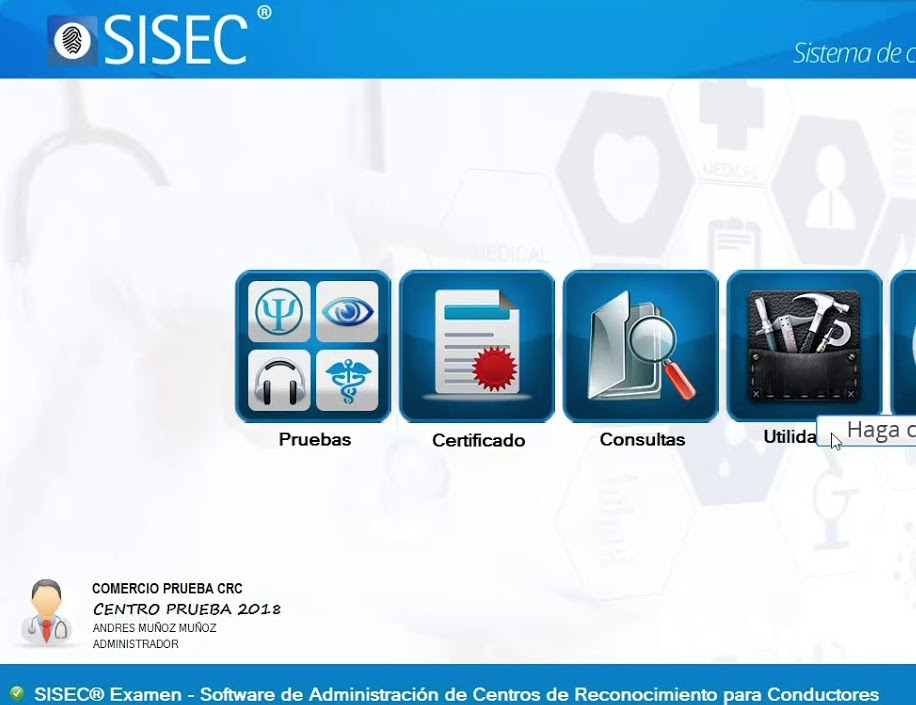 SISEC®
Sistema de c
MEDICAL
MEDICAL
Pruebas
Certificado
Consultas
Utilida
Haga c
COMERCIO PRUEBA CRC
CENTRO PRUEBA 2018
ANDRES MUÑOZ MUÑOZ
ADMINISTRADOR
SISEC® Examen - Software de Administración de Centros de Reconocimiento para Conductores